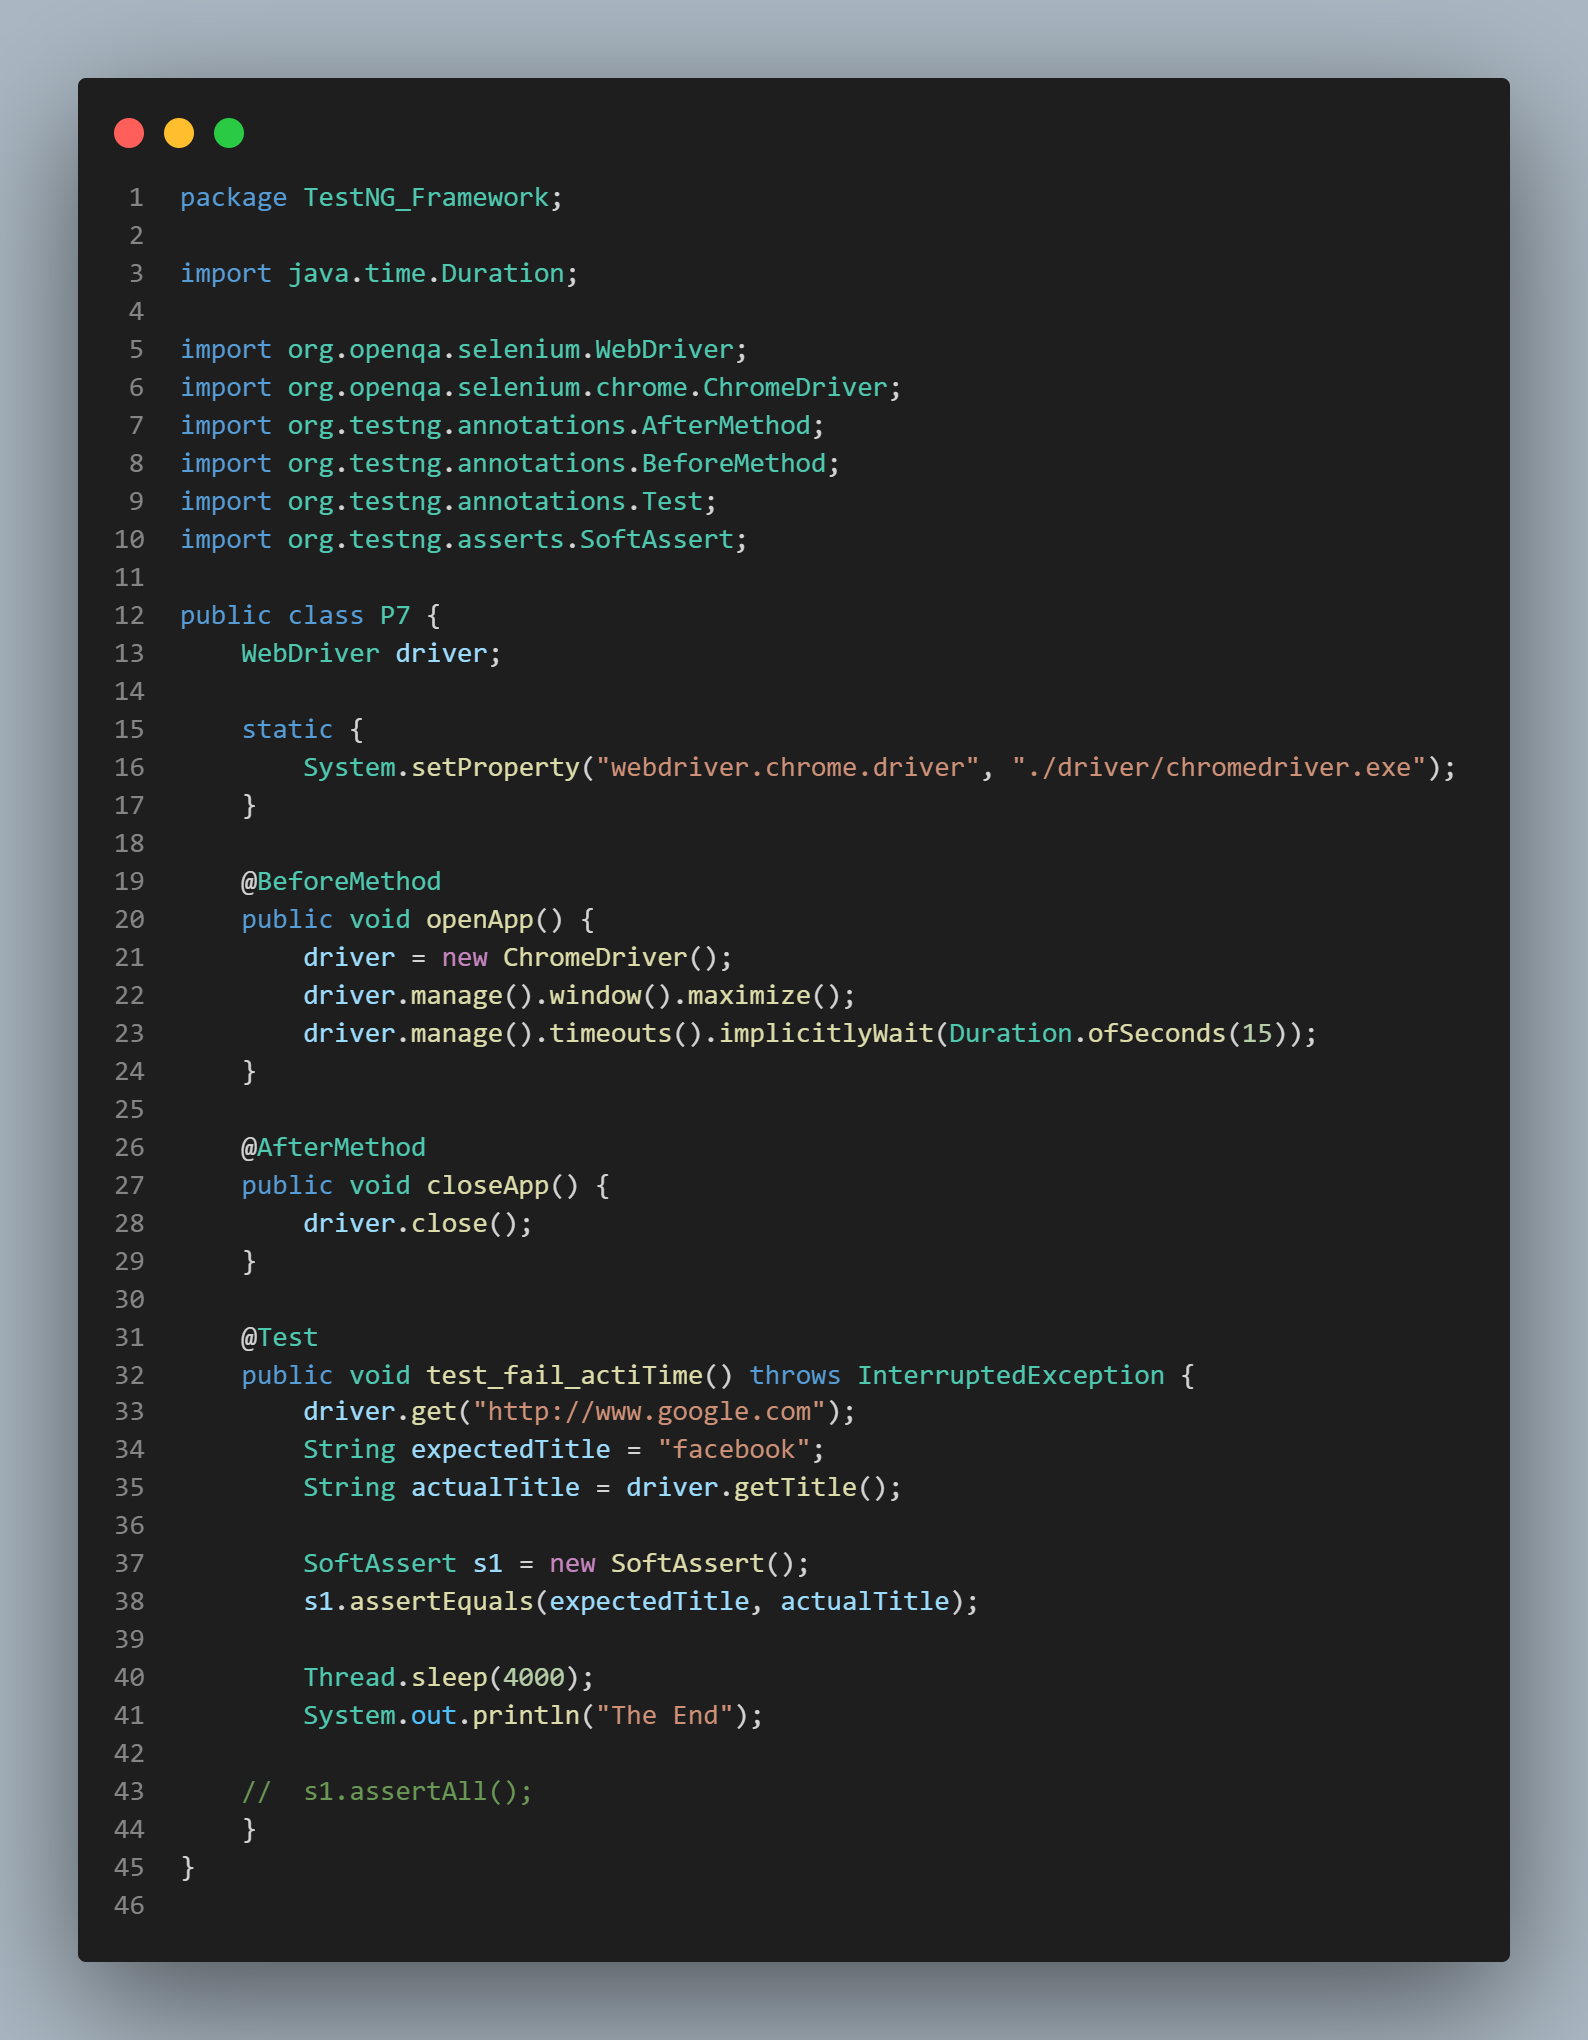 1 package TestNG_Framework;
2
3 import java.time.Duration;
4
5 import org.openqa.selenium.WebDriver;
6 import org.openqa.selenium.chrome.ChromeDriver;
7 import org.testng.annotations.AfterMethod;
8 import org.testng.annotations.BeforeMethod;
9 import org.testng.annotations.Test;
10 import org.testng.asserts.SoftAssert;
11
12 public class P7 {
13     WebDriver driver;
14
15     static {
16         System.setProperty("webdriver.chrome.driver", "./driver/chromedriver.exe");
17     }
18
19     @BeforeMethod
20     public void openApp() {
21         driver = new ChromeDriver();
22         driver.manage().window().maximize();
23         driver.manage().timeouts().implicitlyWait(Duration.ofSeconds(15));
24     }
25
26     @AfterMethod
27     public void closeApp() {
28         driver.close();
29     }
30
31     @Test
32     public void test_fail_actiTime() throws InterruptedException {
33         driver.get("http://www.google.com");
34         String expectedTitle = "facebook";
35         String actualTitle = driver.getTitle();
36
37         SoftAssert s1 = new SoftAssert();
38         s1.assertEquals(expectedTitle, actualTitle);
39
40         Thread.sleep(4000);
41         System.out.println("The End");
42
43     //  s1.assertAll();
44     }
45 }
46